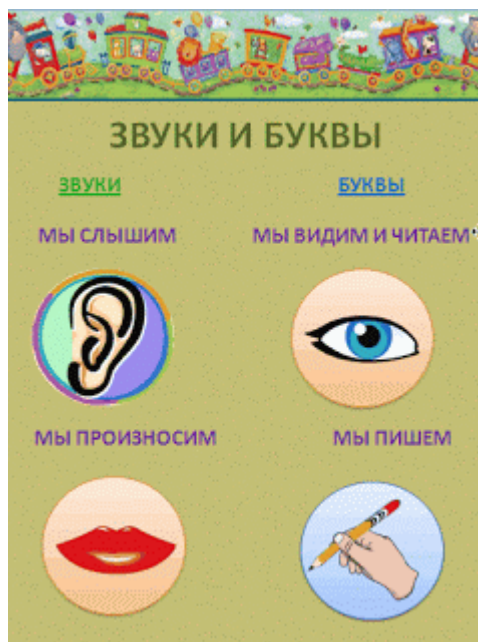 ЗВУКИ И БУКВЫ
ЗВУКИ БУКВЫ
МЫ СЛЫШИМ МЫ ВИДИМ И ЧИТАЕМ
МЫ ПРОИЗНОСИМ МЫ ПИШЕМ